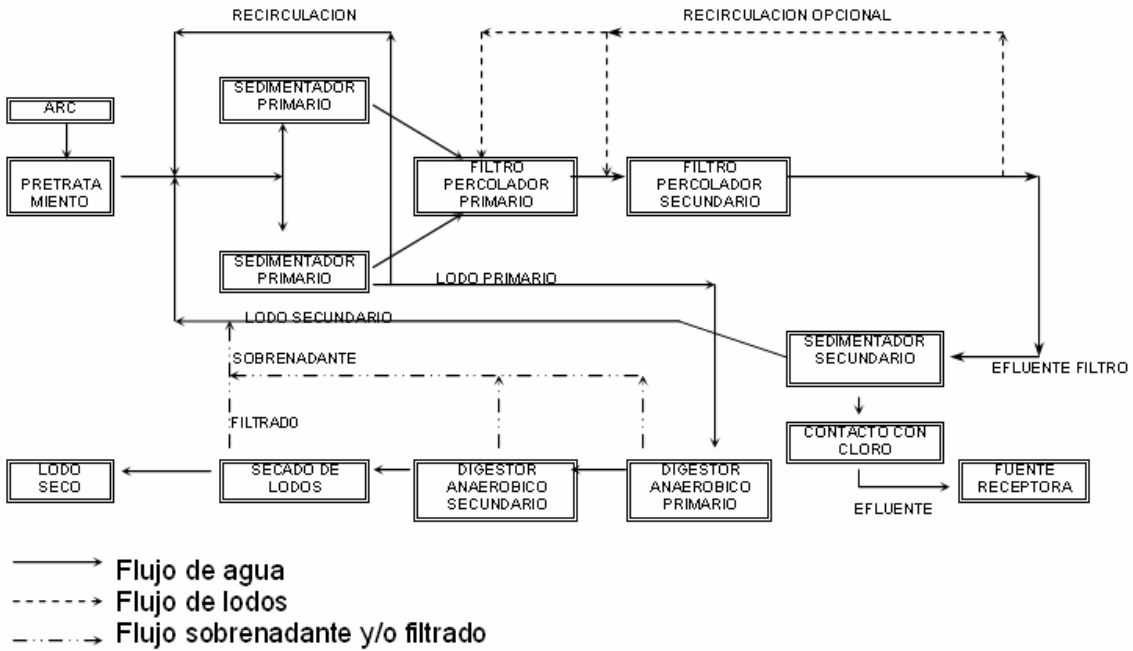 RECIRCULACION
RECIRCULACION OPCIONAL
ARC
PRETRATA
MIENTO
SEDIMENTADOR
PRIMARIO
FILTRO
PERCOLADOR
PRIMARIO
FILTRO
PERCOLADOR
SECUNDARIO
SEDIMENTADOR
PRIMARIO
LODO PRIMARIO
LODO SECUNDARIO
SEDIMENTADOR
SECUNDARIO
EFLUENTE FILTRO
SOBRENADANTE
FILTRADO
CONTACTO CON
CLORO
LODO
SECO
SECADO DE
LODOS
DIGESTOR
ANAEROBICO
SECUNDARIO
DIGESTOR
ANAEROBICO
PRIMARIO
FUENTE
RECEPTORA
EFLUENTE
Flujo de agua
Flujo de lodos
Flujo sobrenadante y/o filtrado